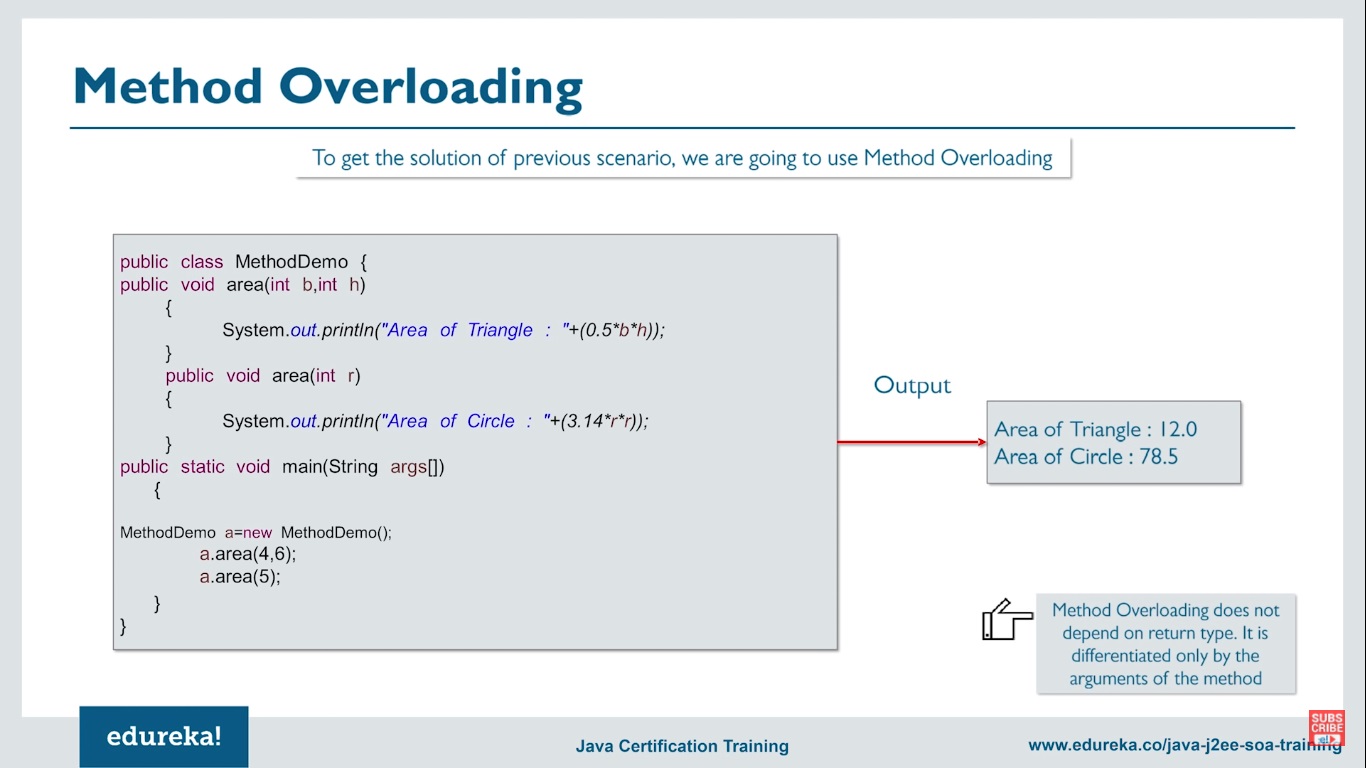 Method Overloading
To get the solution of previous scenario, we are going to use Method Overloading
public class MethodDemo {
public void area(int b,int h)
{
System.out.println("Area of Triangle : "+(0.5*b*h));
}
public void area(int r)
{
System.out.println("Area of Circle : "+(3.14*r*r));
}
public static void main(String args[])
{
MethodDemo a=new MethodDemo();
a.area(4,6);
a.area(5);
}
}
Output
Area of Triangle : 12.0
Area of Circle : 78.5
Method Overloading does not
depend on return type. It is
differentiated only by the
arguments of the method
edureka!
Java Certification Training
www.edureka.co/java-j2ee-soa-training
SUBS
CRIBE